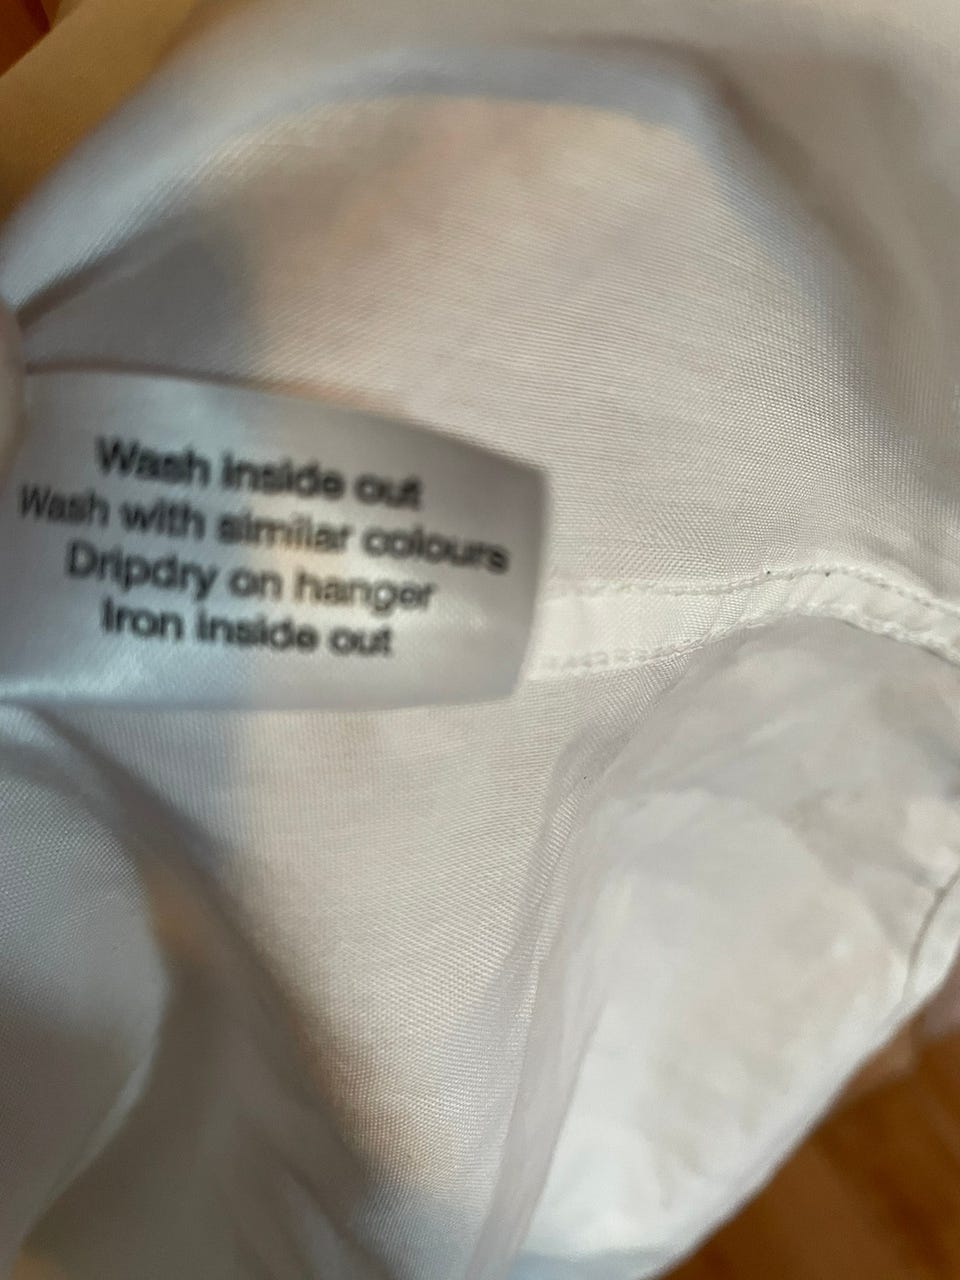 Wash inside out
Wash with similar colours
Dripdry on hanger
Iron inside out